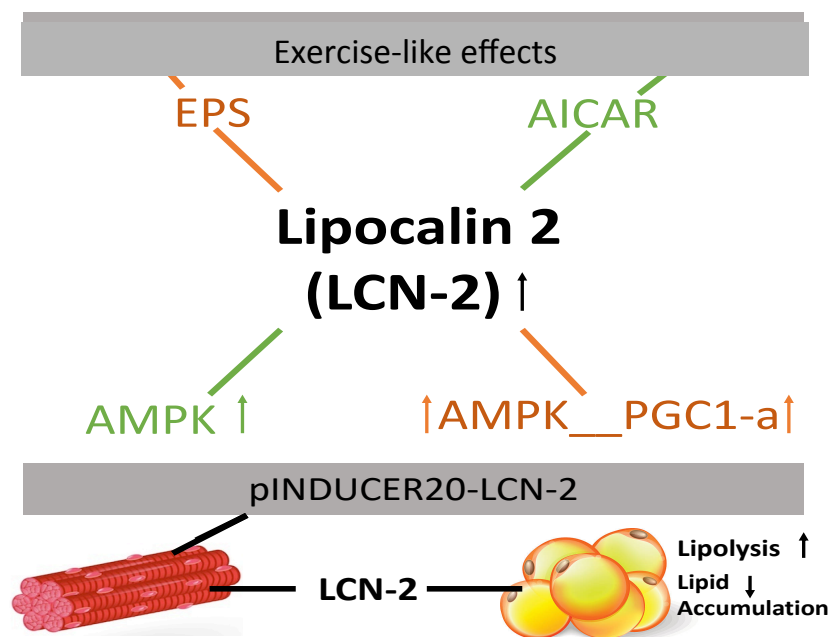 Exercise-like effects
EPS
AICAR
Lipocalin 2
(LCN-2) ↑
AMPK ↑
↑AMPK__PGC1-a↑
pINDUCER20-LCN-2
LCN-2
Lipolysis ↑
Lipid ↓
Accumulation